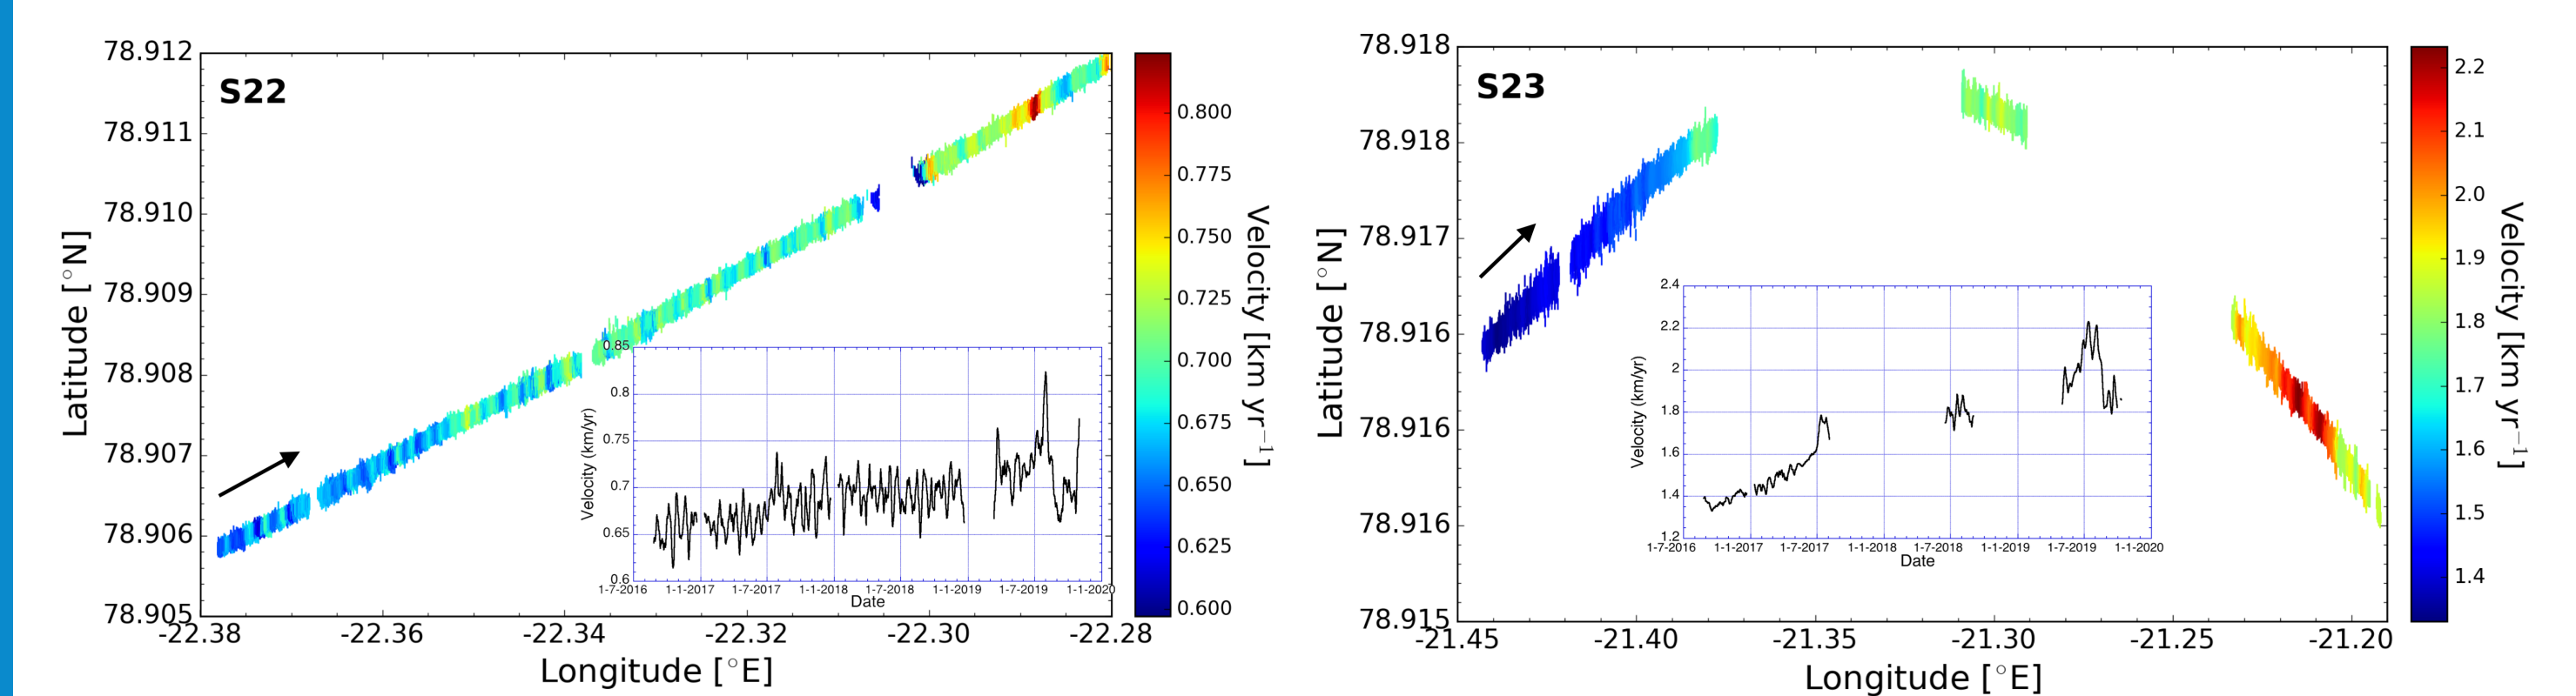 S22
78.912
78.911
78.910
78.909
78.908
78.907
78.906
78.905
Latitude [°N]
-22.38 -22.36 -22.34 -22.32 -22.30 -22.28
Longitude [°E]
0.85
0.8
0.75
0.7
0.65
0.6
Velocity (km/yr)
1-7-2016 1-1-2017 1-7-2017 1-1-2018 1-7-2018 1-1-2019 1-7-2019 1-1-2020
Date
0.800
0.775
0.750
0.725
0.700
0.675
0.650
0.625
0.600
Velocity [km yr⁻¹]
S23
78.918
78.918
78.917
78.916
78.916
78.916
78.915
Latitude [°N]
-21.45 -21.40 -21.35 -21.30 -21.25 -21.20
Longitude [°E]
2.4
2.2
2
1.8
1.6
1.4
1.2
Velocity (km/yr)
1-7-2016 1-1-2017 1-7-2017 1-1-2018 1-7-2018 1-1-2019 1-7-2019 1-1-2020
Date
2.2
2.1
2.0
1.9
1.8
1.7
1.6
1.5
1.4
Velocity [km yr⁻¹]